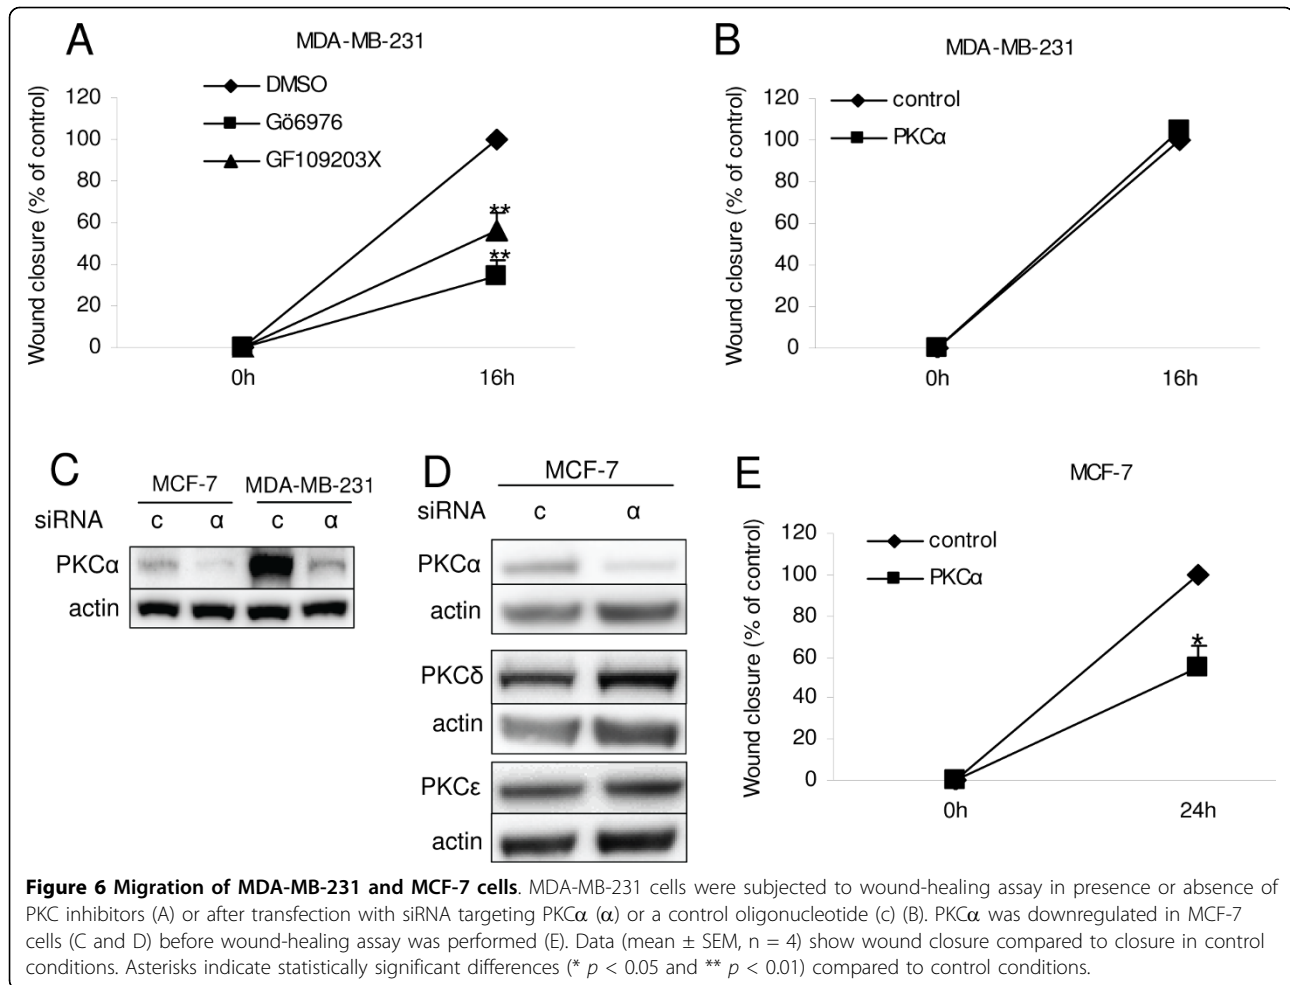 A
MDA-MB-231
DMSO
Gö6976
GF109203X
Wound closure (% of control)
120
100
80
60
40
20
0
**
**
0h
16h
B
MDA-MB-231
control
PKCα
Wound closure (% of control)
120
100
80
60
40
20
0
0h
16h
C
MCF-7 MDA-MB-231
siRNA c α c α
PKCα
actin
D
MCF-7
siRNA c α
PKCα
actin
PKCδ
actin
PKCε
actin
E
MCF-7
control
PKCα
Wound closure (% of control)
120
100
80
60
40
20
0
*
0h
24h
Figure 6 Migration of MDA-MB-231 and MCF-7 cells. MDA-MB-231 cells were subjected to wound-healing assay in presence or absence of
PKC inhibitors (A) or after transfection with siRNA targeting PKCα (α) or a control oligonucleotide (c) (B). PKCα was downregulated in MCF-7
cells (C and D) before wound-healing assay was performed (E). Data (mean ± SEM, n = 4) show wound closure compared to closure in control
conditions. Asterisks indicate statistically significant differences (* p < 0.05 and ** p < 0.01) compared to control conditions.